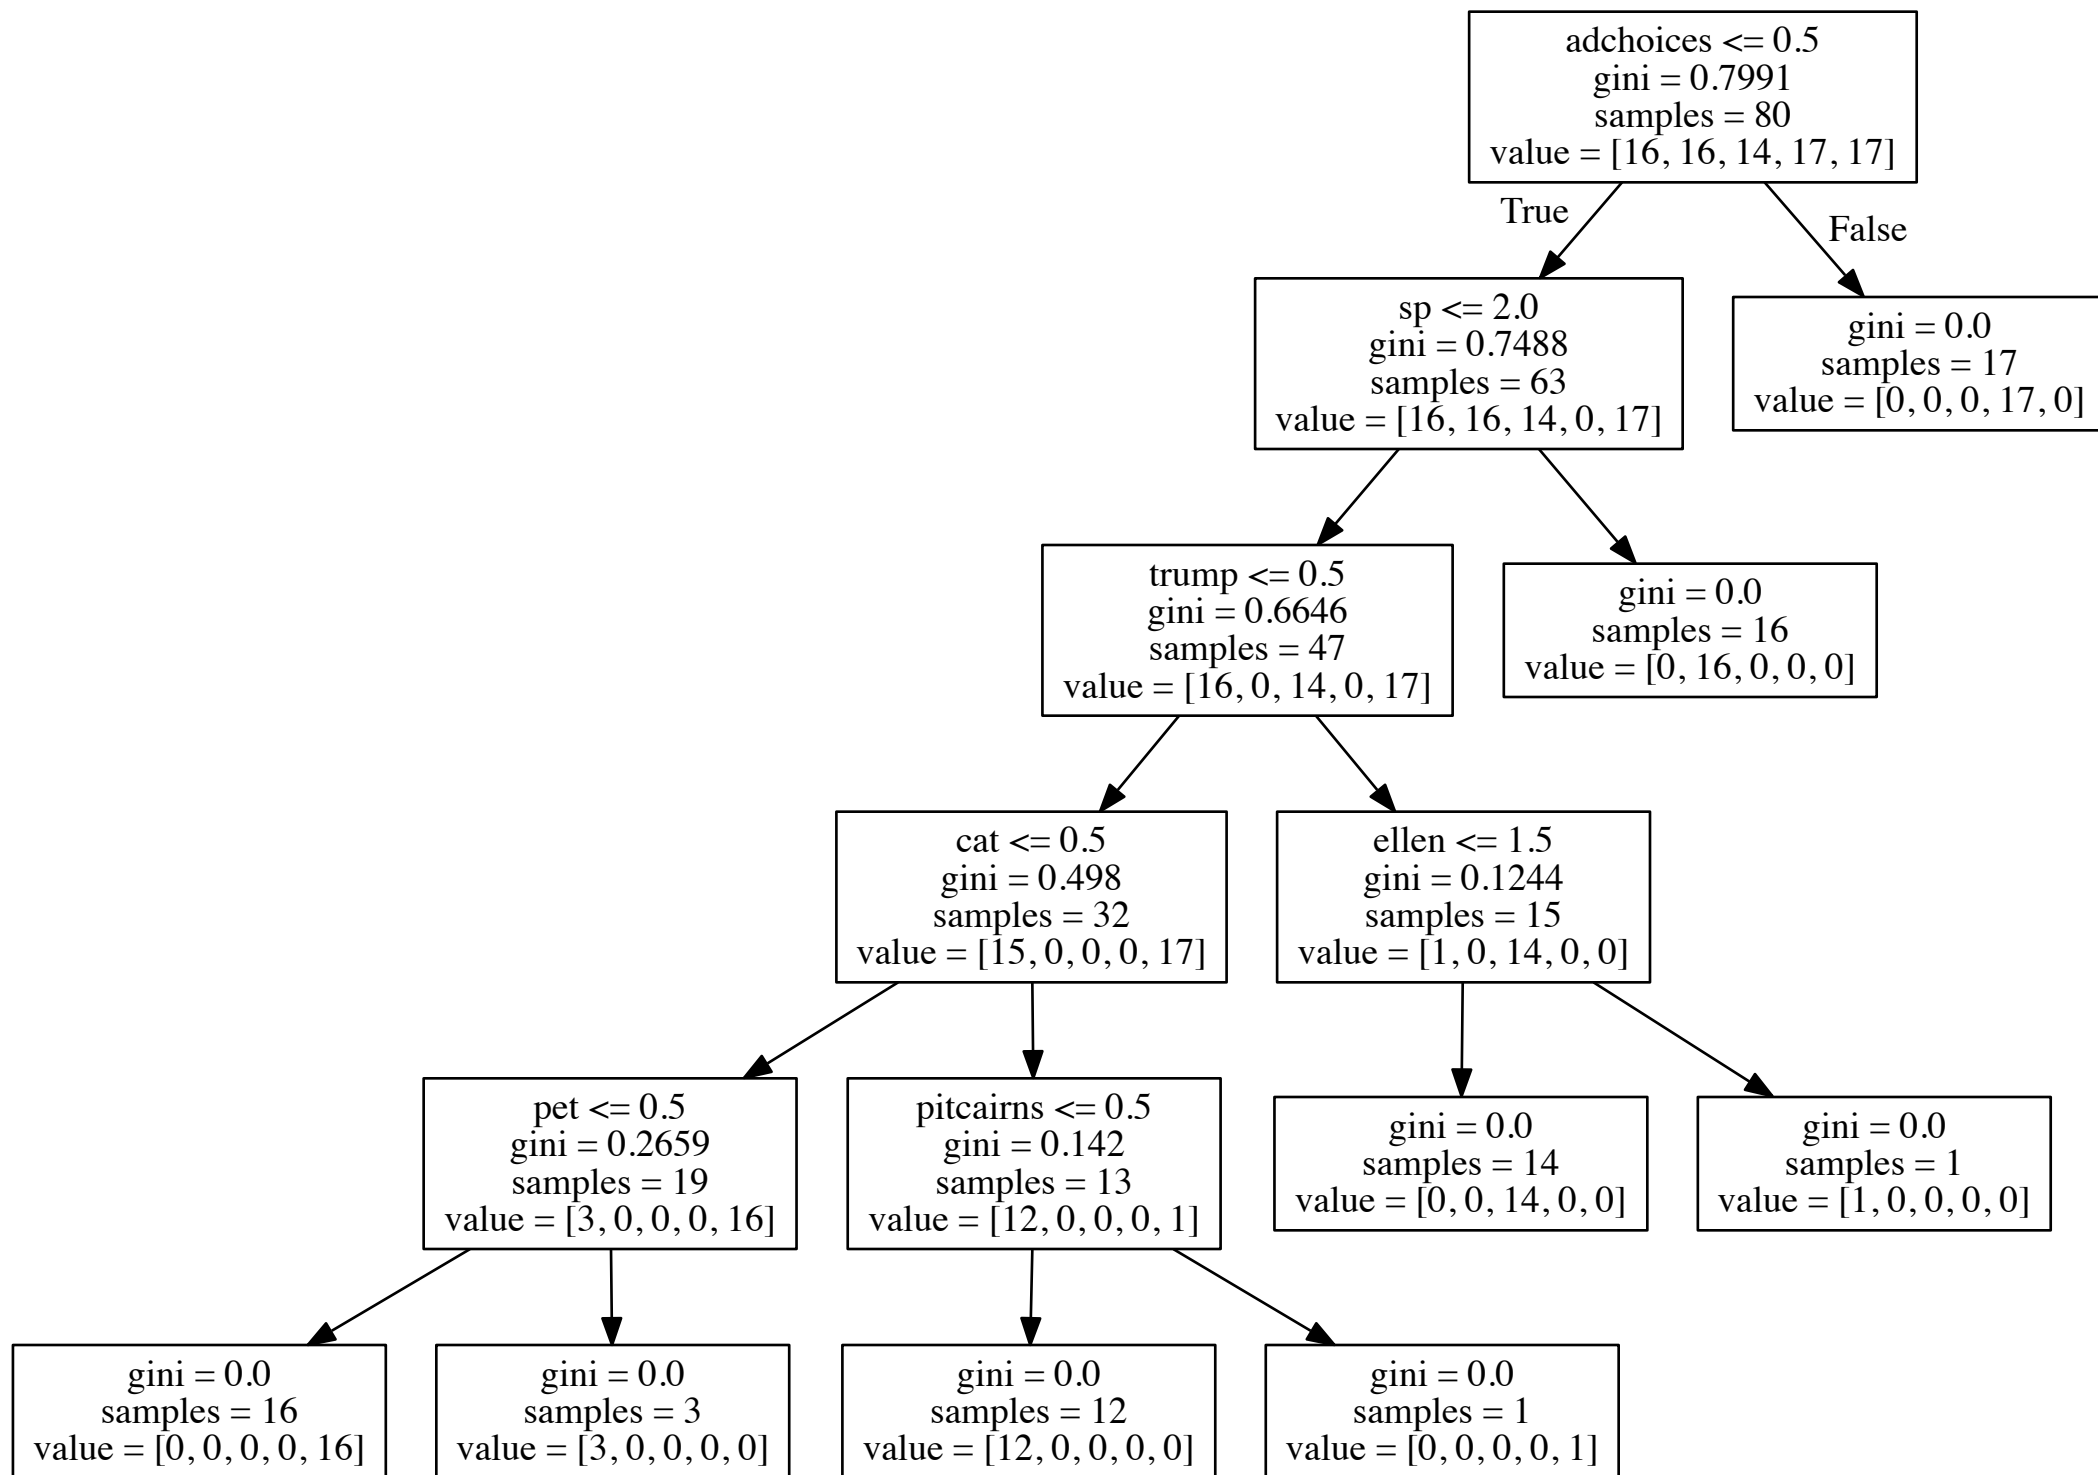 adchoices <= 0.5
gini = 0.7991
samples = 80
value = [16, 16, 14, 17, 17]
True
False
sp <= 2.0
gini = 0.7488
samples = 63
value = [16, 16, 14, 0, 17]
gini = 0.0
samples = 17
value = [0, 0, 0, 17, 0]
trump <= 0.5
gini = 0.6646
samples = 47
value = [16, 0, 14, 0, 17]
gini = 0.0
samples = 16
value = [0, 16, 0, 0, 0]
cat <= 0.5
gini = 0.498
samples = 32
value = [15, 0, 0, 0, 17]
ellen <= 1.5
gini = 0.1244
samples = 15
value = [1, 0, 14, 0, 0]
pet <= 0.5
gini = 0.2659
samples = 19
value = [3, 0, 0, 0, 16]
pitcairns <= 0.5
gini = 0.142
samples = 13
value = [12, 0, 0, 0, 1]
gini = 0.0
samples = 14
value = [0, 0, 14, 0, 0]
gini = 0.0
samples = 1
value = [1, 0, 0, 0, 0]
gini = 0.0
samples = 16
value = [0, 0, 0, 0, 16]
gini = 0.0
samples = 3
value = [3, 0, 0, 0, 0]
gini = 0.0
samples = 12
value = [12, 0, 0, 0, 0]
gini = 0.0
samples = 1
value = [0, 0, 0, 0, 1]